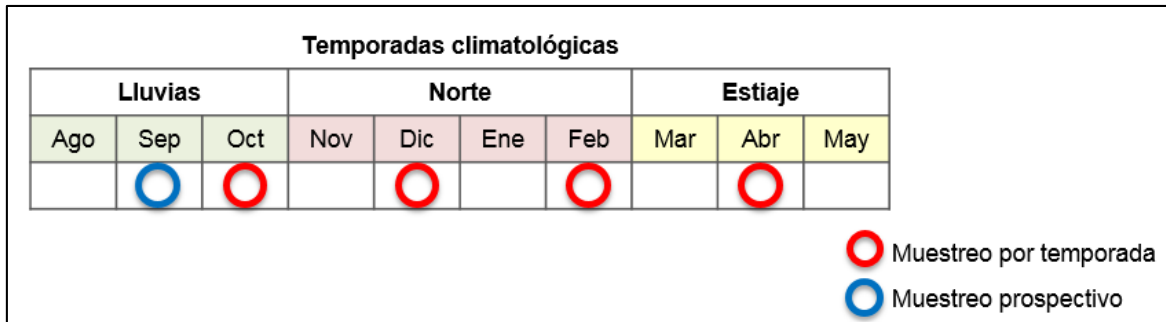 Temporadas climatológicas
Lluvias Norte Estiaje
Ago Sep Oct Nov Dic Ene Feb Mar Abr May
Muestreo por temporada
Muestreo prospectivo